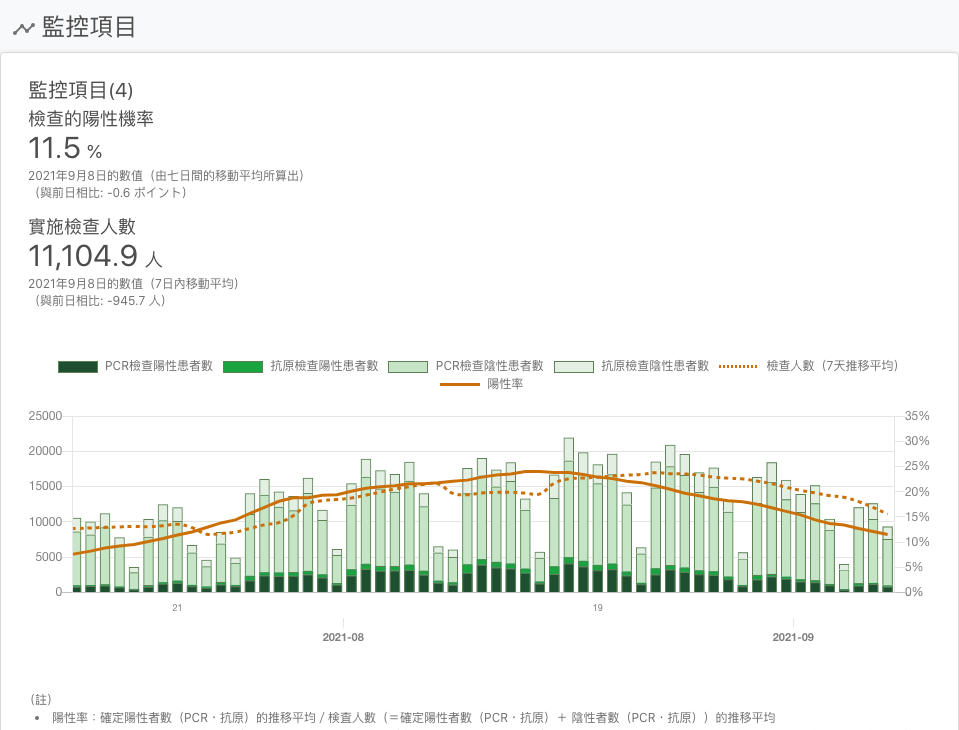 監控項目
監控項目(4)
檢查的陽性機率
11.5 %
2021年9月8日的數值（由七日間的移動平均所算出）
（與前日相比: -0.6 ポイント）
實施檢查人數
11,104.9 人
2021年9月8日的數值（7日內移動平均）
（與前日相比: -945.7 人）
PCR檢查陽性患者數 抗原檢查陽性患者數 PCR檢查陰性患者數 抗原檢查陰性患者數 檢查人數（7天推移平均）
陽性率
25000 35%
30%
20000
25%
15000 20%
15%
10000
10%
5000
5%
0 0%
21 19
2021-08 2021-09
（註）
• 陽性率：確定陽性者數（PCR・抗原）的推移平均 / 検査人數（＝確定陽性者數（PCR・抗原）＋ 陰性者數（PCR・抗原））的推移平均